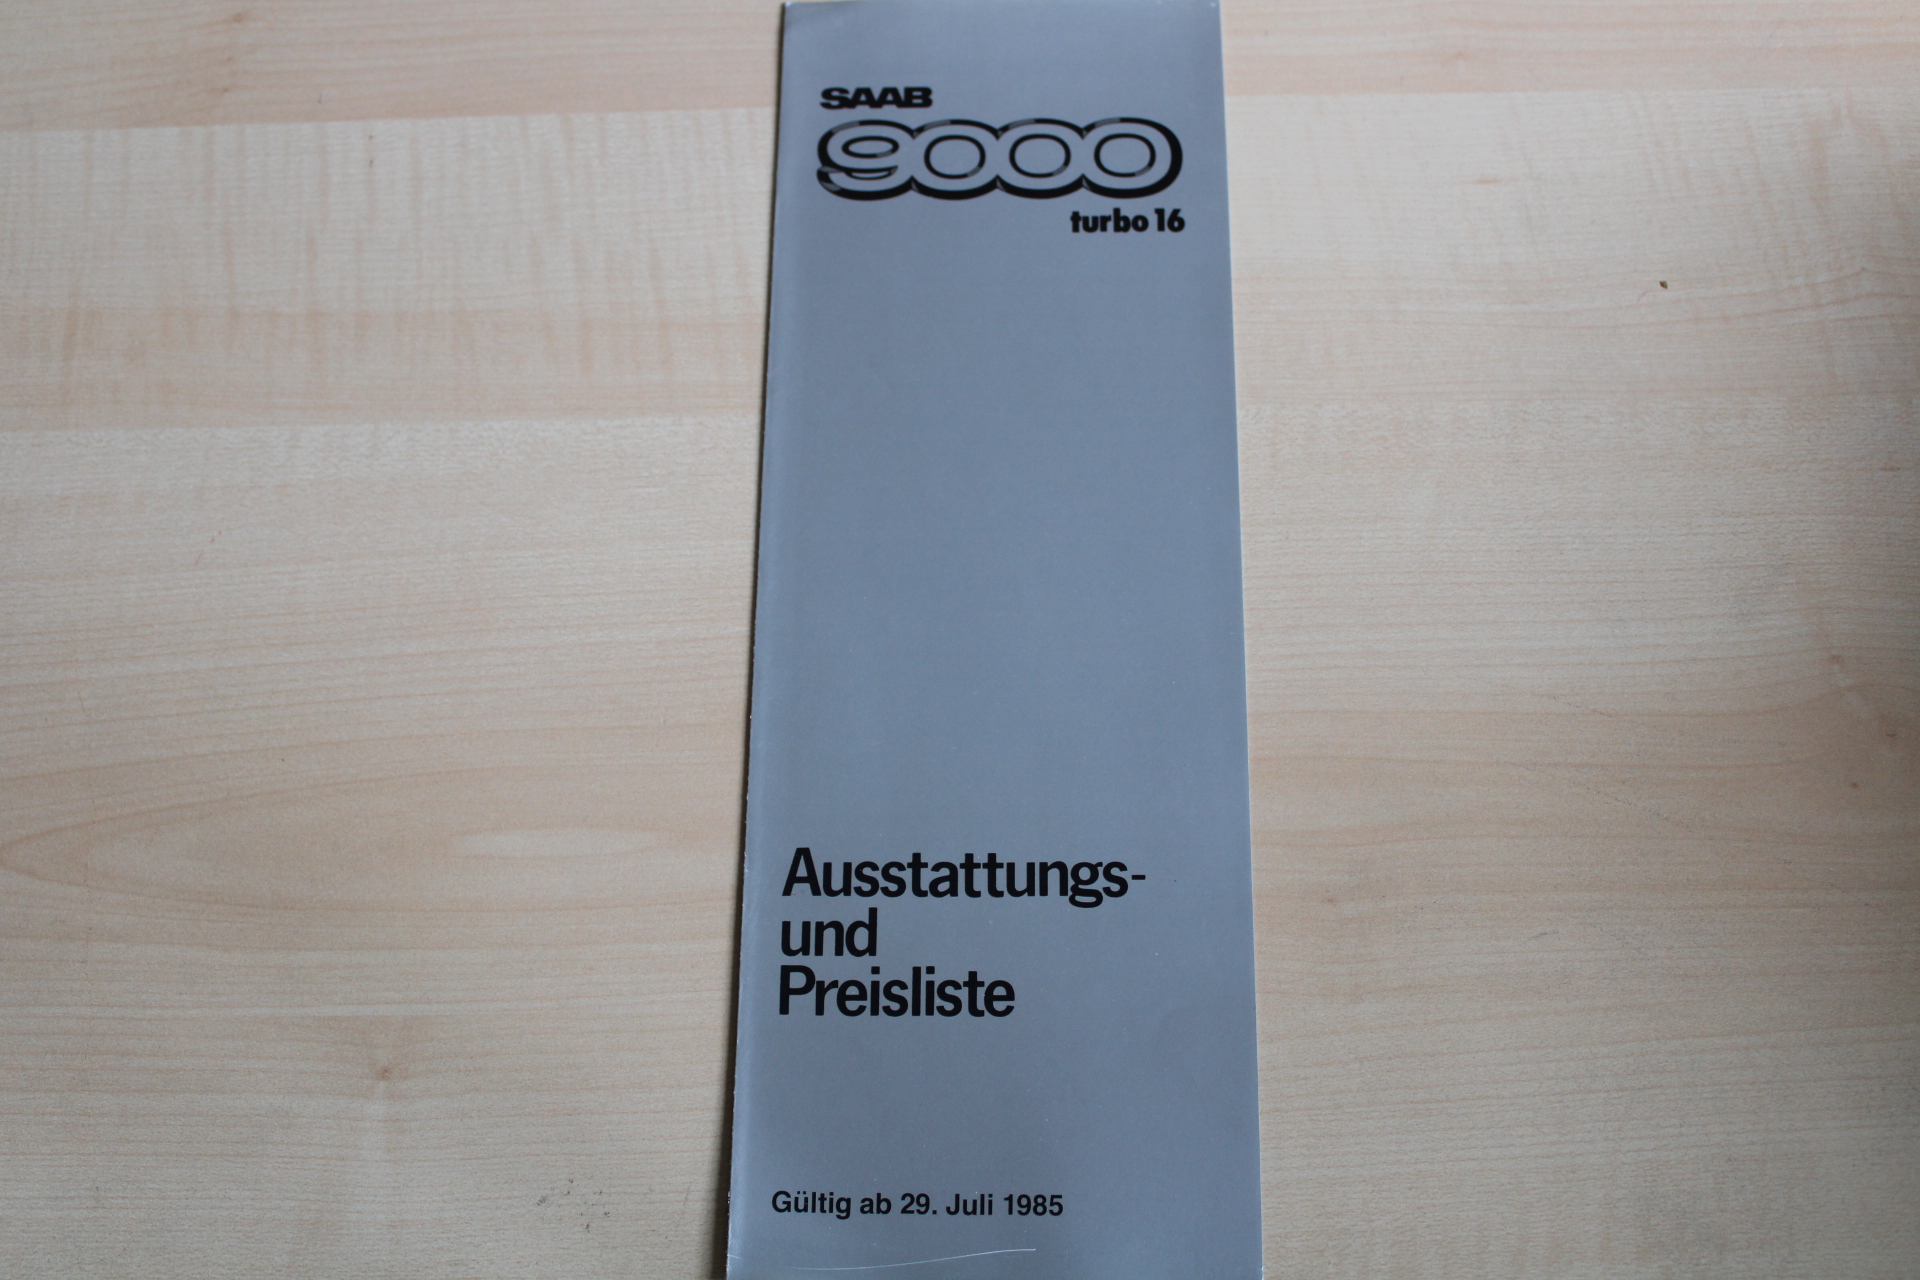 SAAB
9000
turbo 16
Ausstattungs-
und
Preisliste
Gültig ab 29. Juli 1985